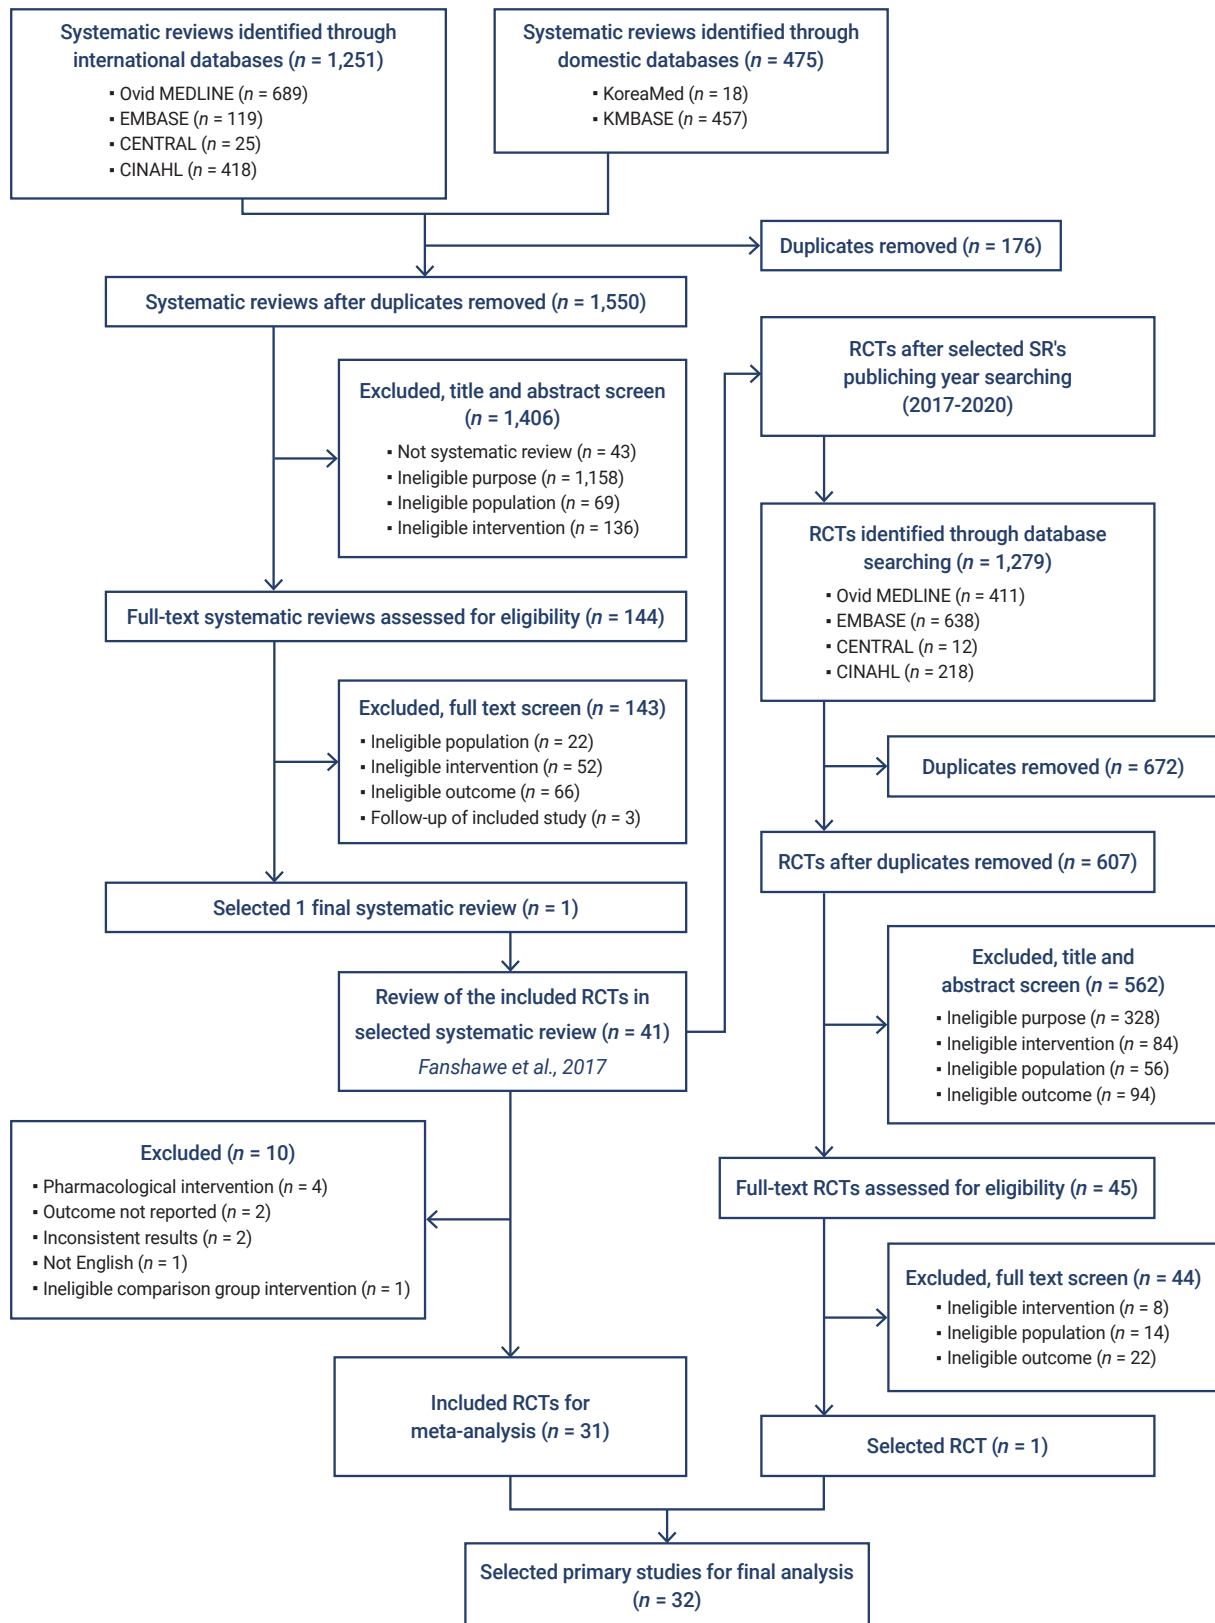 Systematic reviews identified through
international databases (n = 1,251)
▪ Ovid MEDLINE (n = 689)
▪ EMBASE (n = 119)
▪ CENTRAL (n = 25)
▪ CINAHL (n = 418)
Systematic reviews identified through
domestic databases (n = 475)
▪ KoreaMed (n = 18)
▪ KMBASE (n = 457)
Duplicates removed (n = 176)
Systematic reviews after duplicates removed (n = 1,550)
Excluded, title and abstract screen
(n = 1,406)
▪ Not systematic review (n = 43)
▪ Ineligible purpose (n = 1,158)
▪ Ineligible population (n = 69)
▪ Ineligible intervention (n = 136)
Full-text systematic reviews assessed for eligibility (n = 144)
Excluded, full text screen (n = 143)
▪ Ineligible population (n = 22)
▪ Ineligible intervention (n = 52)
▪ Ineligible outcome (n = 66)
▪ Follow-up of included study (n = 3)
Selected 1 final systematic review (n = 1)
Review of the included RCTs in
selected systematic review (n = 41)
Fanshawe et al., 2017
Excluded (n = 10)
▪ Pharmacological intervention (n = 4)
▪ Outcome not reported (n = 2)
▪ Inconsistent results (n = 2)
▪ Not English (n = 1)
▪ Ineligible comparison group intervention (n = 1)
Included RCTs for
meta-analysis (n = 31)
RCTs after selected SR's
publiching year searching
(2017-2020)
RCTs identified through database
searching (n = 1,279)
▪ Ovid MEDLINE (n = 411)
▪ EMBASE (n = 638)
▪ CENTRAL (n = 12)
▪ CINAHL (n = 218)
Duplicates removed (n = 672)
RCTs after duplicates removed (n = 607)
Excluded, title and
abstract screen (n = 562)
▪ Ineligible purpose (n = 328)
▪ Ineligible intervention (n = 84)
▪ Ineligible population (n = 56)
▪ Ineligible outcome (n = 94)
Full-text RCTs assessed for eligibility (n = 45)
Excluded, full text screen (n = 44)
▪ Ineligible intervention (n = 8)
▪ Ineligible population (n = 14)
▪ Ineligible outcome (n = 22)
Selected RCT (n = 1)
Selected primary studies for final analysis
(n = 32)